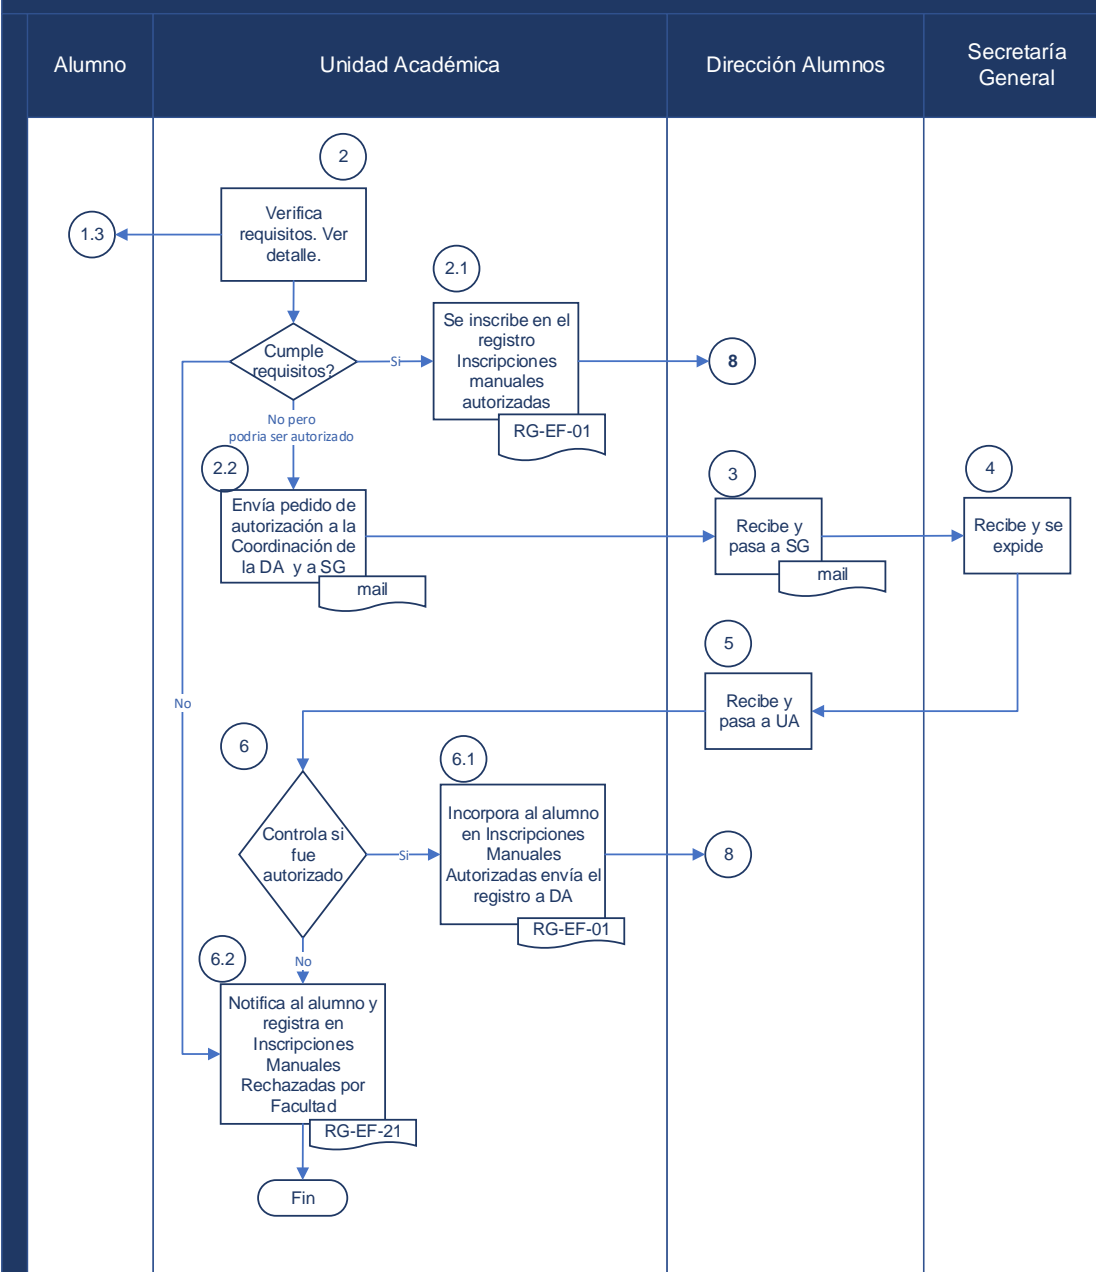 Alumno
Unidad Académica
Dirección Alumnos
Secretaría
General
2
Verifica
requisitos. Ver
detalle.
1.3
2.1
Se inscribe en el
registro
Inscripciones
manuales
autorizadas
RG-EF-01
Cumple
requisitos?
Si
8
No pero
podria ser autorizado
2.2
Envía pedido de
autorización a la
Coordinación de
la DA y a SG
mail
3
Recibe y
pasa a SG
mail
4
Recibe y se
expide
5
Recibe y
pasa a UA
No
6
Controla si
fue
autorizado
Si
6.1
Incorpora al alumno
en Inscripciones
Manuales
Autorizadas envía el
registro a DA
RG-EF-01
8
No
6.2
Notifica al alumno y
registra en
Inscripciones
Manuales
Rechazadas por
Facultad
RG-EF-21
Fin